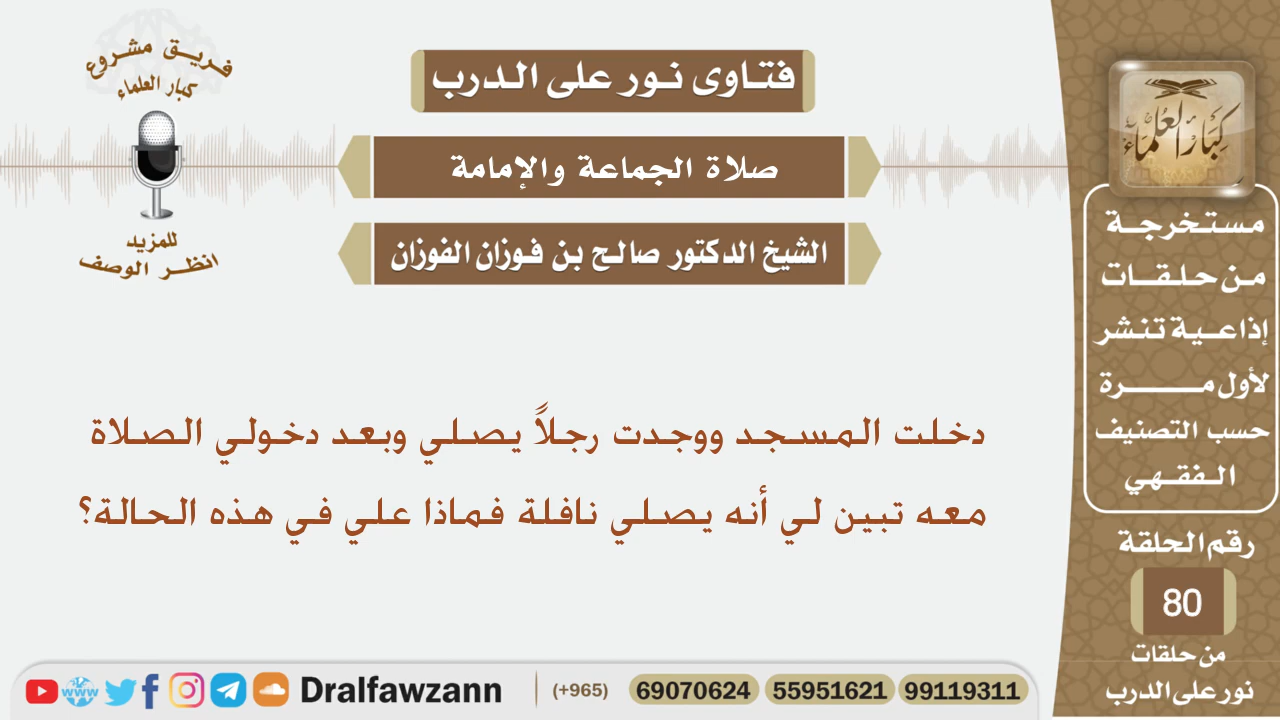 فريق مشروع
كبار العلماء
للمزيد
انظر الوصف
فتاوى نور على الدرب
صلاة الجماعة والإمامة
الشيخ الدكتور صالح بن فوزان الفوزان
دخلت المسجد ووجدت رجلاً يصلي وبعد دخولي الصلاة
معه تبين لي أنه يصلي نافلة فماذا علي في هذه الحالة؟
كبار العلماء
مستخرجة
من حلقات
إذاعية تنشر
لأول مرة
حسب التصنيف
الفقهي
رقم الحلقة
80
من حلقات
نور على الدرب
www Dralfawzann (+965) 69070624 55951621 99119311